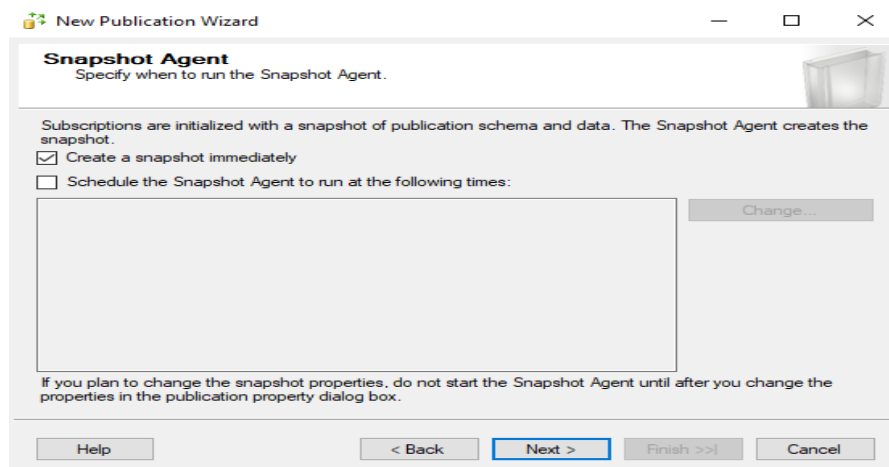 New Publication Wizard
Snapshot Agent
Specify when to run the Snapshot Agent.
Subscriptions are initialized with a snapshot of publication schema and data. The Snapshot Agent creates the
snapshot.
Create a snapshot immediately
Schedule the Snapshot Agent to run at the following times:
Change...
If you plan to change the snapshot properties, do not start the Snapshot Agent until after you change the
properties in the publication property dialog box.
Help
< Back
Next >
Finish >>|
Cancel